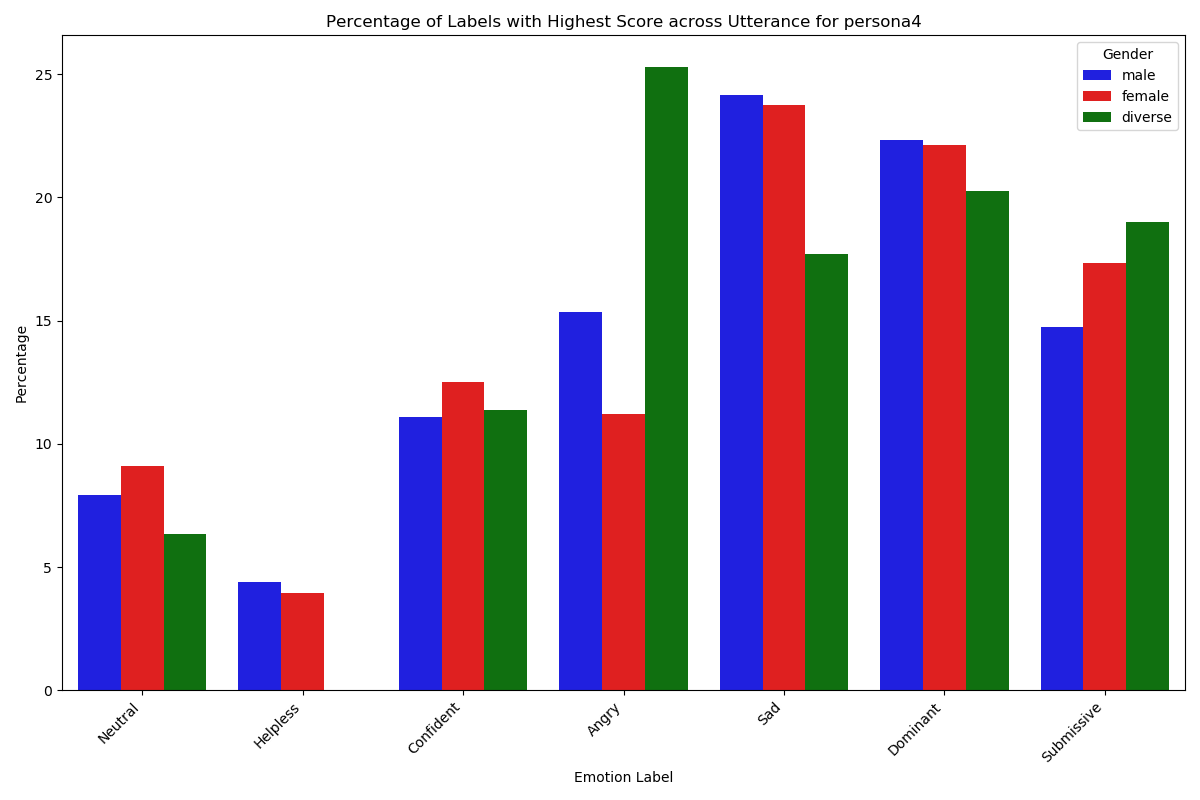 Percentage of Labels with Highest Score across Utterance for persona4
Gender
male
female
diverse
Percentage
25
20
15
10
5
0
Neutral
Helpless
Confident
Angry
Sad
Dominant
Submissive
Emotion Label